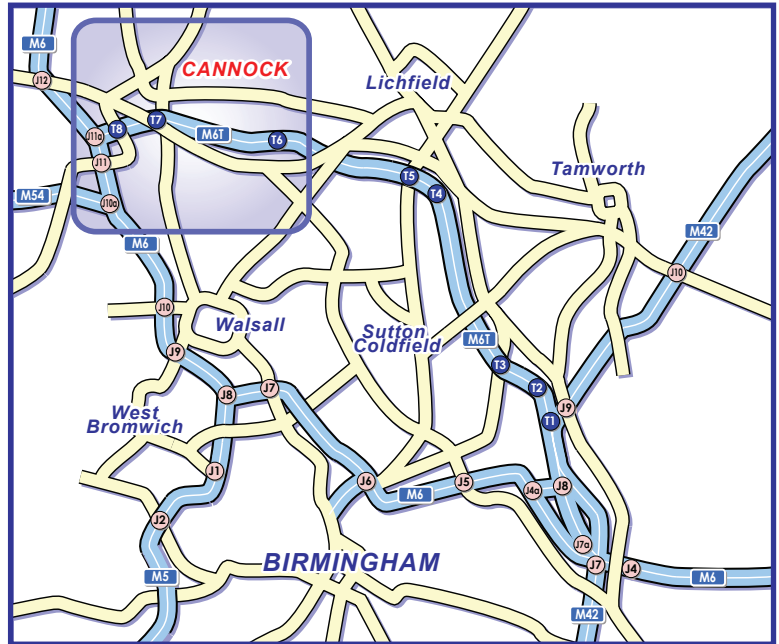 M6
CANNOCK
J12
Lichfield
T7
T8
J11a
M6T
T6
J11
Tamworth
T5
M54
T4
J10a
M42
M6
J10
J10
Walsall
Sutton
Coldfield
M6T
J9
T3
T2
J8
J7
J9
West
Bromwich
T1
J1
J6
J5
M6
J4a
J8
J2
J7a
BIRMINGHAM
J7
J4
M5
M6
M42